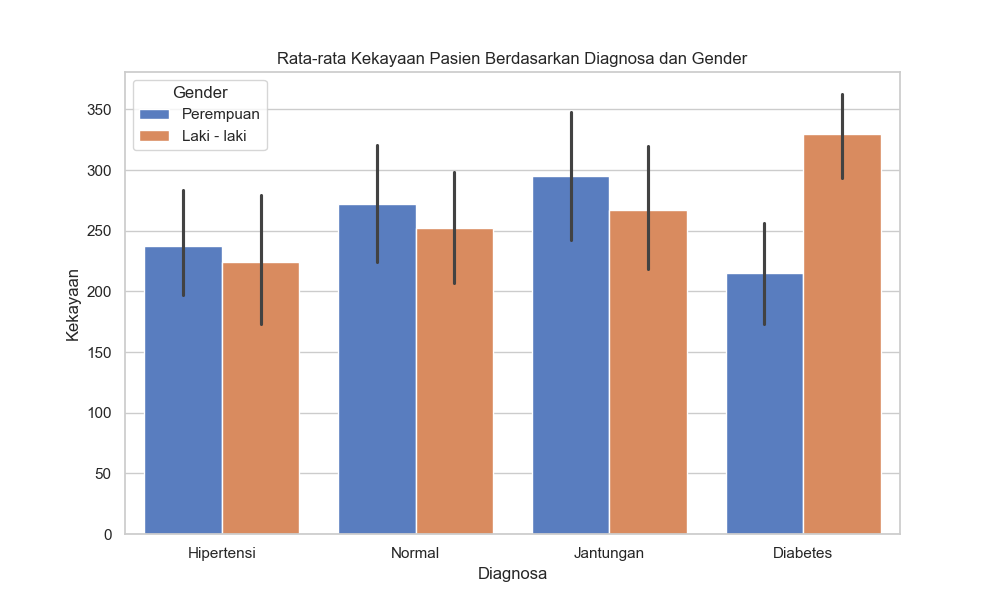 Rata-rata Kekayaan Pasien Berdasarkan Diagnosa dan Gender
Gender
Perempuan
Laki - laki
Kekayaan
350
300
250
200
150
100
50
0
Hipertensi
Normal
Jantungan
Diabetes
Diagnosa